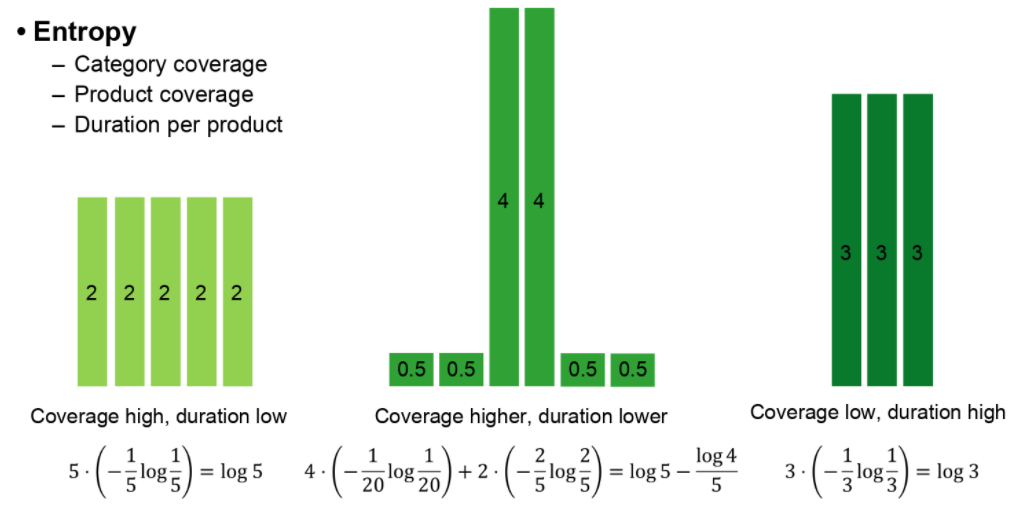 • Entropy
– Category coverage
– Product coverage
– Duration per product
2 2 2 2 2
0.5 0.5 4 4 0.5 0.5
3 3 3
Coverage high, duration low
5 · (−1/5 log 1/5) = log 5
Coverage higher, duration lower
4 · (−1/20 log 1/20) + 2 · (−2/5 log 2/5) = log 5 − log 4/5
Coverage low, duration high
3 · (−1/3 log 1/3) = log 3